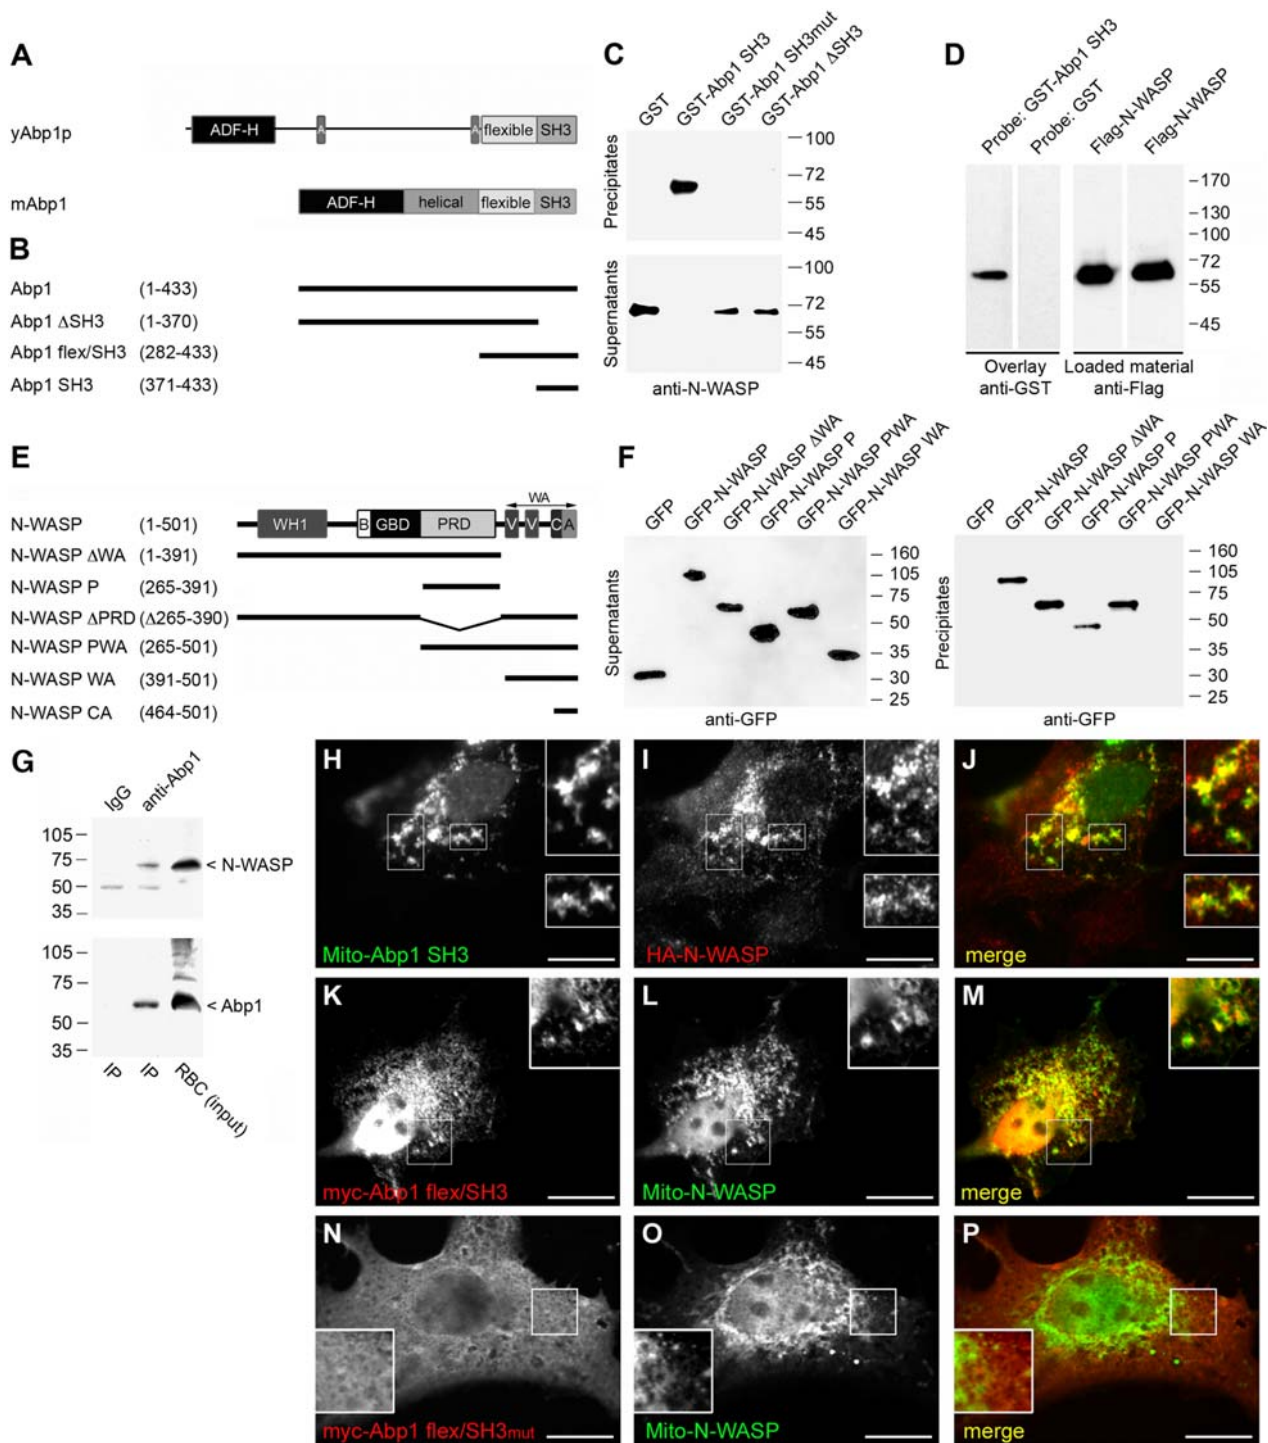 A
yAbp1p
ADF-H
A
A
flexible
SH3
mAbp1
ADF-H
helical
flexible
SH3
B
Abp1 (1-433)
Abp1 ΔSH3 (1-370)
Abp1 flex/SH3 (282-433)
Abp1 SH3 (371-433)
C
GST
GST-Abp1 SH3
GST-Abp1 SH3mut
GST-Abp1 ΔSH3
Precipitates
100
72
55
45
Supernatants
100
72
55
45
anti-N-WASP
D
Probe: GST-Abp1 SH3
Probe: GST
Flag-N-WASP
Flag-N-WASP
170
130
100
72
55
45
Overlay
anti-GST
Loaded material
anti-Flag
E
WA
N-WASP (1-501)
WH1
B
GBD
PRD
V
V
C
A
N-WASP ΔWA (1-391)
N-WASP P (265-391)
N-WASP ΔPRD (Δ265-390)
N-WASP PWA (265-501)
N-WASP WA (391-501)
N-WASP CA (464-501)
F
GFP
GFP-N-WASP
GFP-N-WASP ΔWA
GFP-N-WASP P
GFP-N-WASP PWA
GFP-N-WASP WA
Supernatants
160
105
75
50
35
30
25
anti-GFP
GFP
GFP-N-WASP
GFP-N-WASP ΔWA
GFP-N-WASP P
GFP-N-WASP PWA
GFP-N-WASP WA
Precipitates
160
105
75
50
35
30
25
anti-GFP
G
IgG
anti-Abp1
105
75
50
35
< N-WASP
105
75
50
35
< Abp1
IP
IP
RBC (input)
H
Mito-Abp1 SH3
I
HA-N-WASP
J
merge
K
myc-Abp1 flex/SH3
L
Mito-N-WASP
M
merge
N
myc-Abp1 flex/SH3mut
O
Mito-N-WASP
P
merge